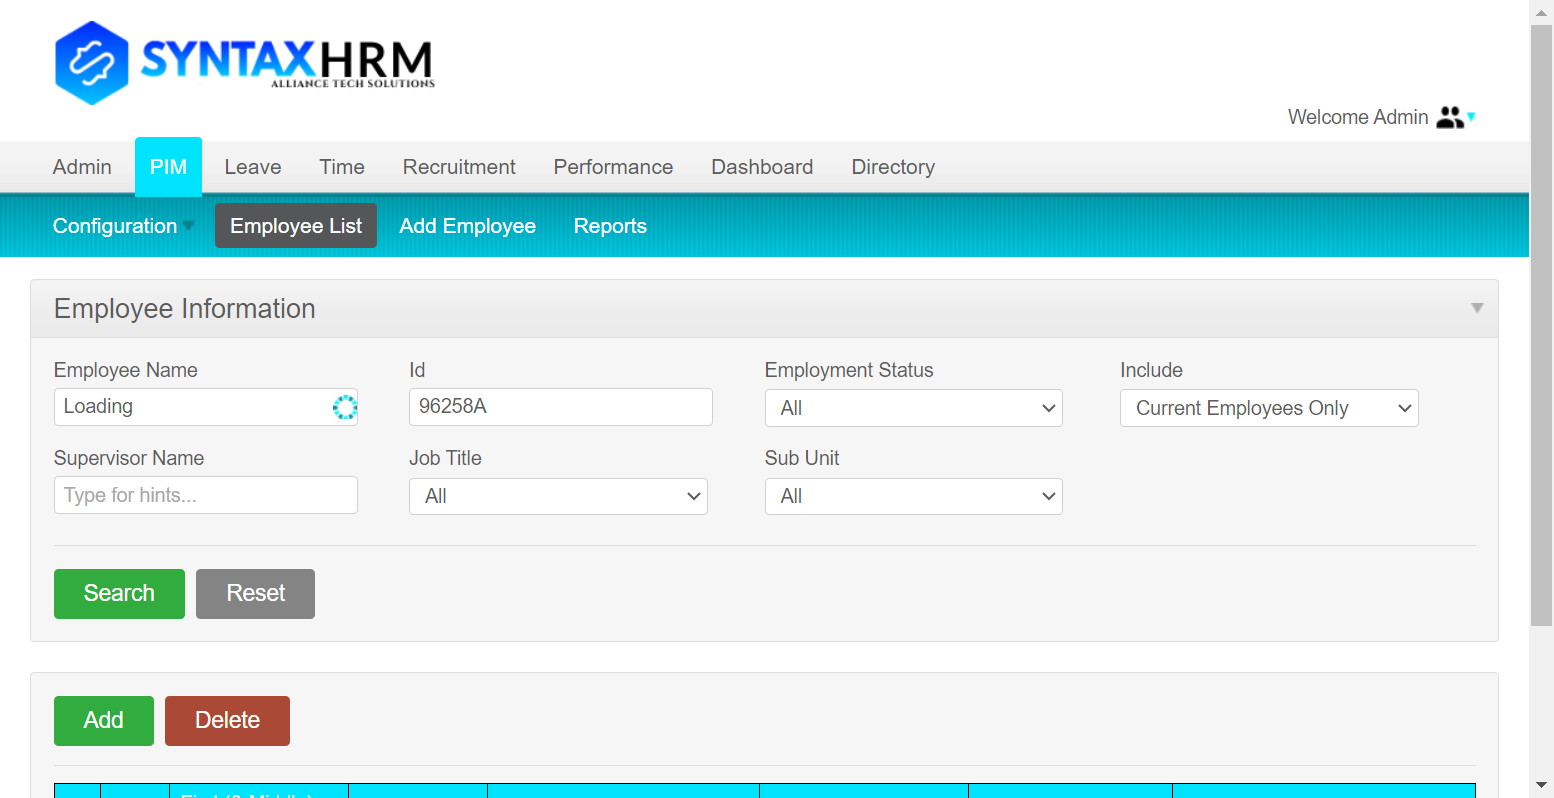 SYNTAXHRM
ALLIANCE TECH SOLUTIONS
Welcome Admin
Admin PIM Leave Time Recruitment Performance Dashboard Directory
Configuration Employee List Add Employee Reports
Employee Information
Employee Name Id Employment Status Include
Loading 96258A All Current Employees Only
Supervisor Name Job Title Sub Unit
Type for hints... All All
Search Reset
Add Delete
First (& Middle)